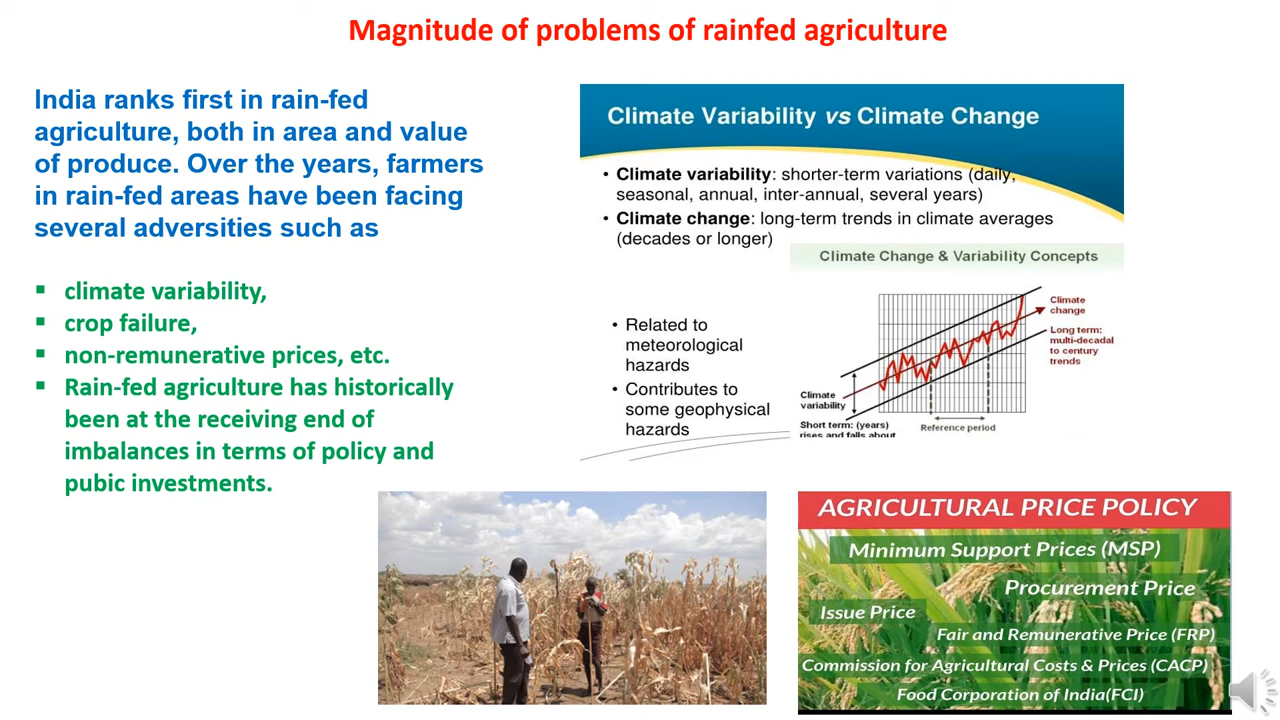 Magnitude of problems of rainfed agriculture
India ranks first in rain-fed
agriculture, both in area and value
of produce. Over the years, farmers
in rain-fed areas have been facing
several adversities such as
▪ climate variability,
▪ crop failure,
▪ non-remunerative prices, etc.
▪ Rain-fed agriculture has historically
been at the receiving end of
imbalances in terms of policy and
pubic investments.
Climate Variability vs Climate Change
• Climate variability: shorter-term variations (daily,
seasonal, annual, inter-annual, several years)
• Climate change: long-term trends in climate averages
(decades or longer)
Climate Change & Variability Concepts
• Related to
meteorological
hazards
• Contributes to
some geophysical
hazards
Climate
change
Long term:
multi-decadal
to century
trends
Climate
variability
Short term: (years)
rises and falls about
Reference period
AGRICULTURAL PRICE POLICY
Minimum Support Prices (MSP)
Procurement Price
Issue Price
Fair and Remunerative Price (FRP)
Commission for Agricultural Costs & Prices (CACP)
Food Corporation of India(FCI)